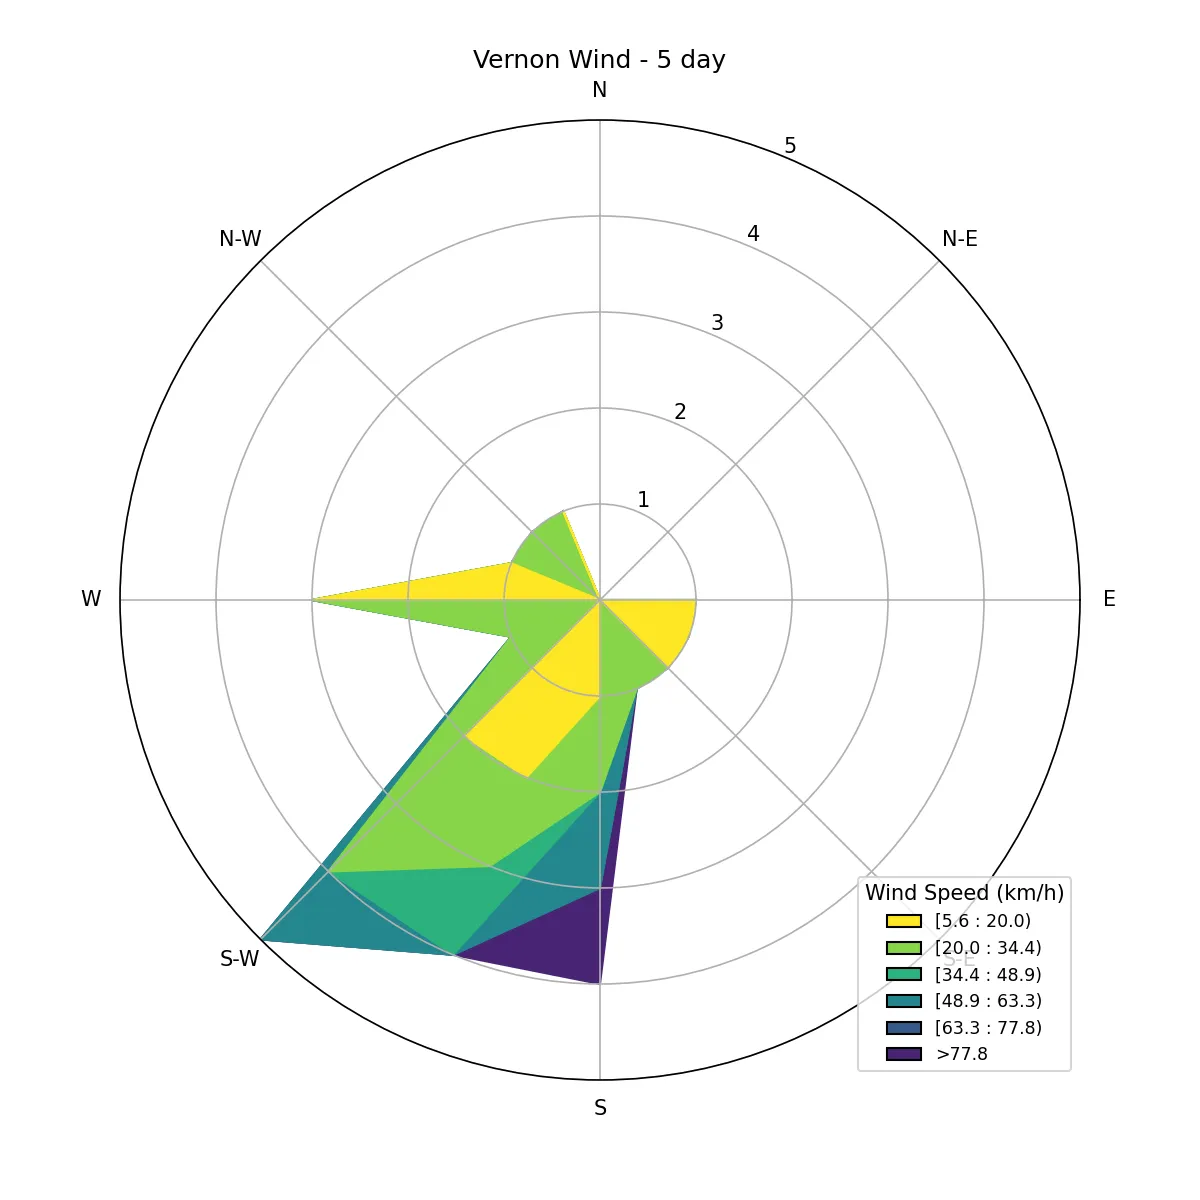 Vernon Wind - 5 day
N
5
N-W
N-E
4
3
2
1
W
E
Wind Speed (km/h)
[5.6 : 20.0)
[20.0 : 34.4)
[34.4 : 48.9)
S-W
S-E
[48.9 : 63.3)
[63.3 : 77.8)
>77.8
S